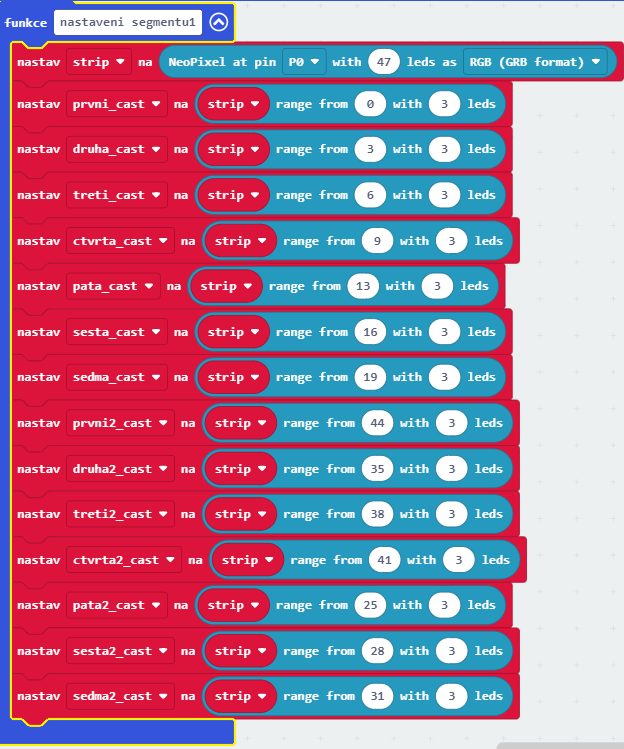 funkce nastaveni segmentu1
nastav strip na NeoPixel at pin P0 with 47 leds as RGB (GRB format)
nastav prvni_cast na strip range from 0 with 3 leds
nastav druha_cast na strip range from 3 with 3 leds
nastav treti_cast na strip range from 6 with 3 leds
nastav ctvrta_cast na strip range from 9 with 3 leds
nastav pata_cast na strip range from 13 with 3 leds
nastav sesta_cast na strip range from 16 with 3 leds
nastav sedma_cast na strip range from 19 with 3 leds
nastav prvni2_cast na strip range from 44 with 3 leds
nastav druha2_cast na strip range from 35 with 3 leds
nastav treti2_cast na strip range from 38 with 3 leds
nastav ctvrta2_cast na strip range from 41 with 3 leds
nastav pata2_cast na strip range from 25 with 3 leds
nastav sesta2_cast na strip range from 28 with 3 leds
nastav sedma2_cast na strip range from 31 with 3 leds